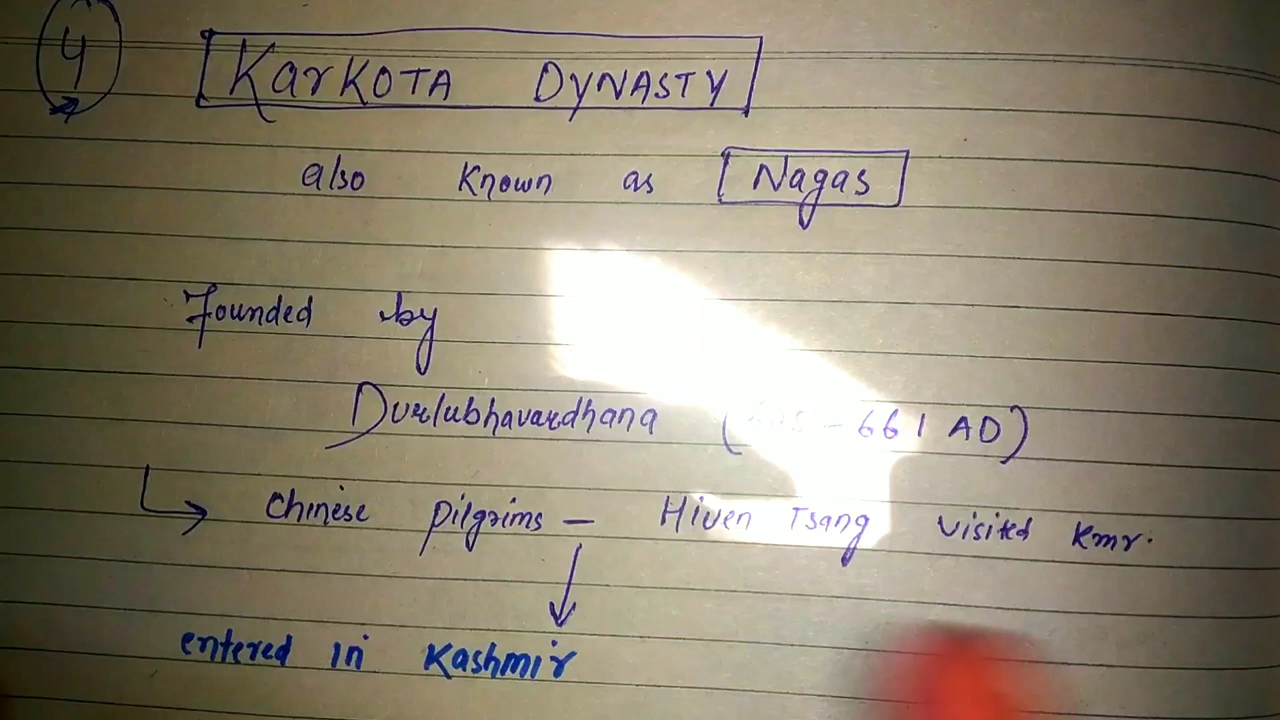 4
KarKOTA DYNASTY
also known as Nagas
Founded by
Durlubhavardhana ( – 661 AD)
Chinese pilgrims – Hiuen Tsang visited Kmr.
entered in Kashmir